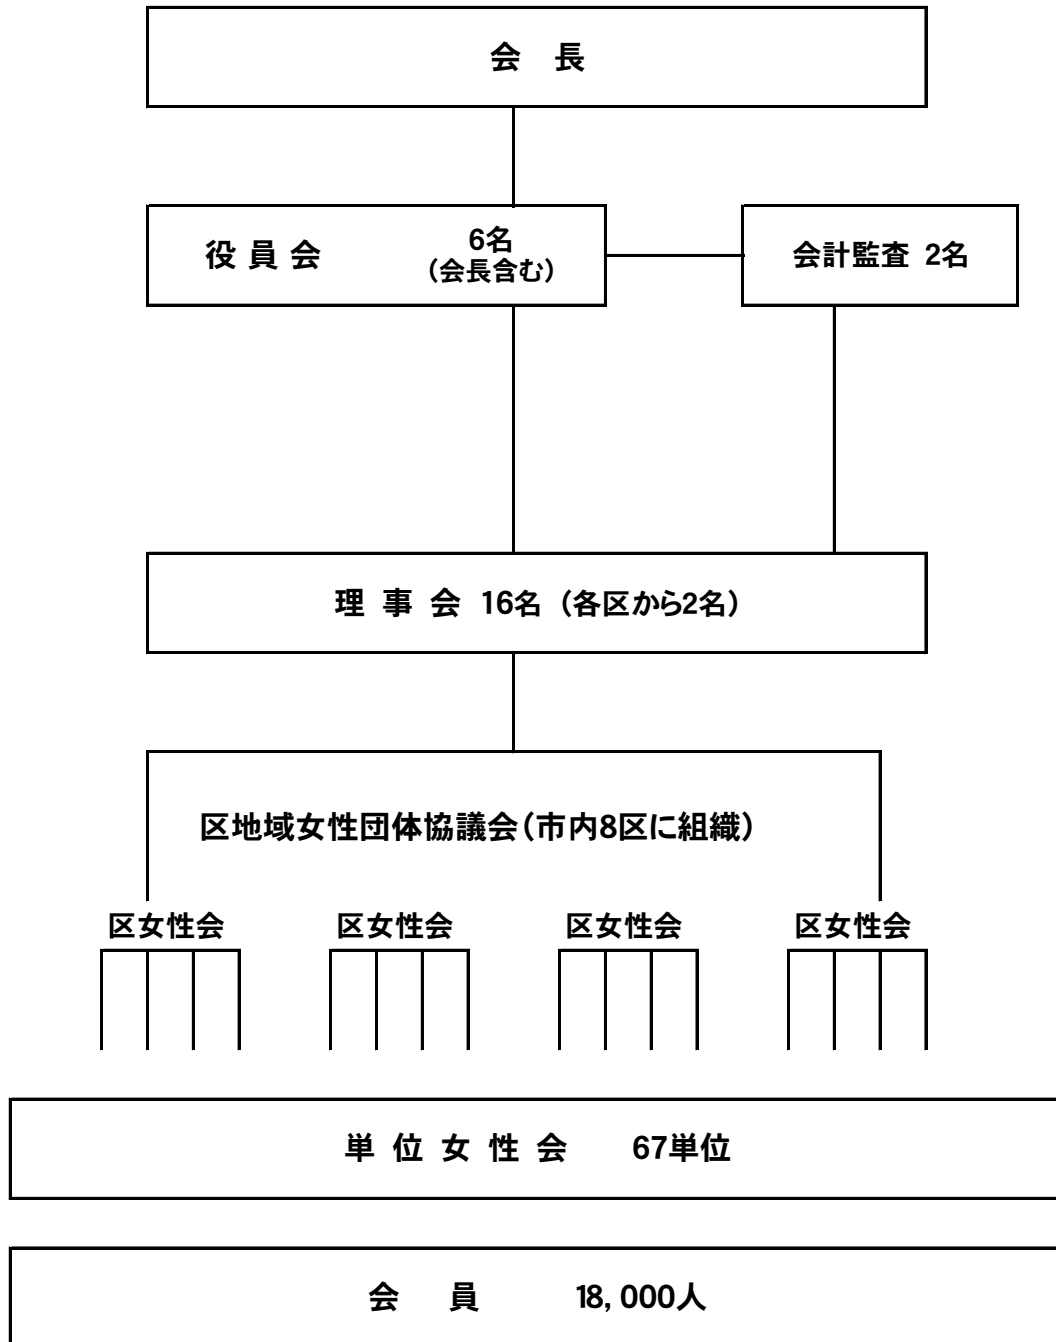 会 長
役 員 会 6名
（会長含む）
会計監査 2名
理 事 会 16名 （各区から2名）
区地域女性団体協議会（市内8区に組織）
区女性会 区女性会 区女性会 区女性会
単 位 女 性 会 67単位
会 員 18,000人